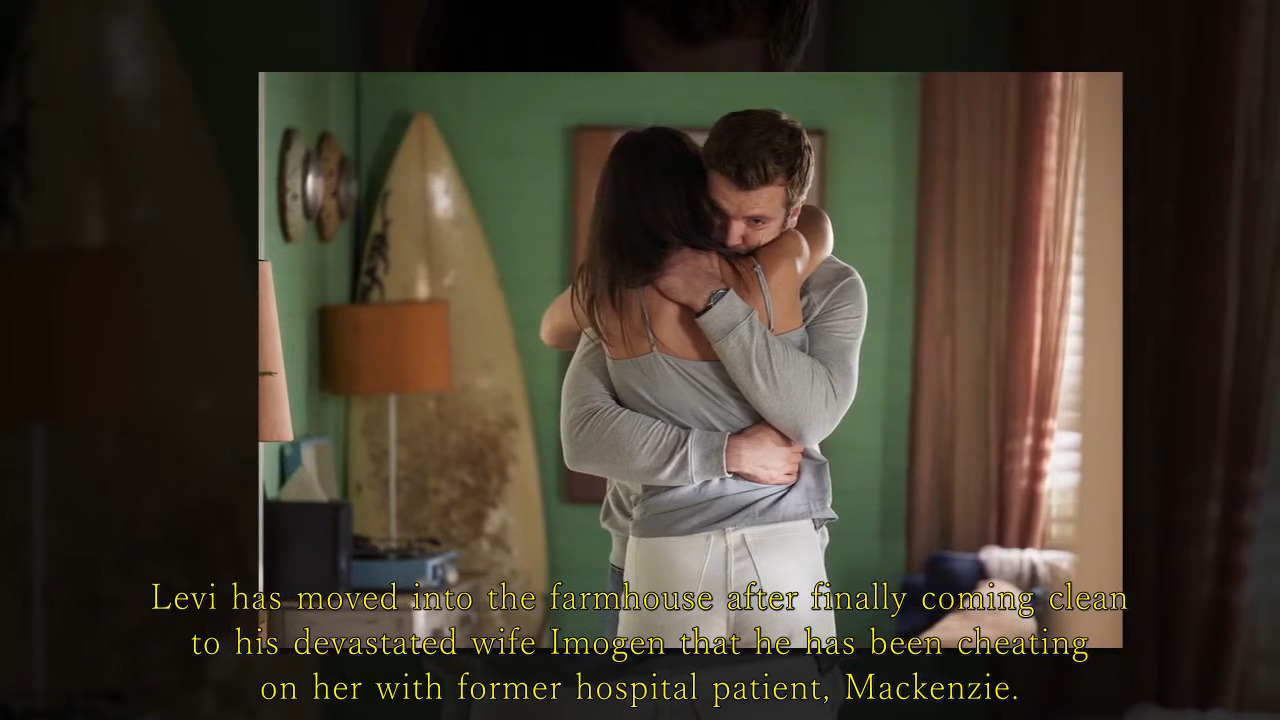 Levi has moved into the farmhouse after finally coming clean
to his devastated wife Imogen that he has been cheating
on her with former hospital patient, Mackenzie.